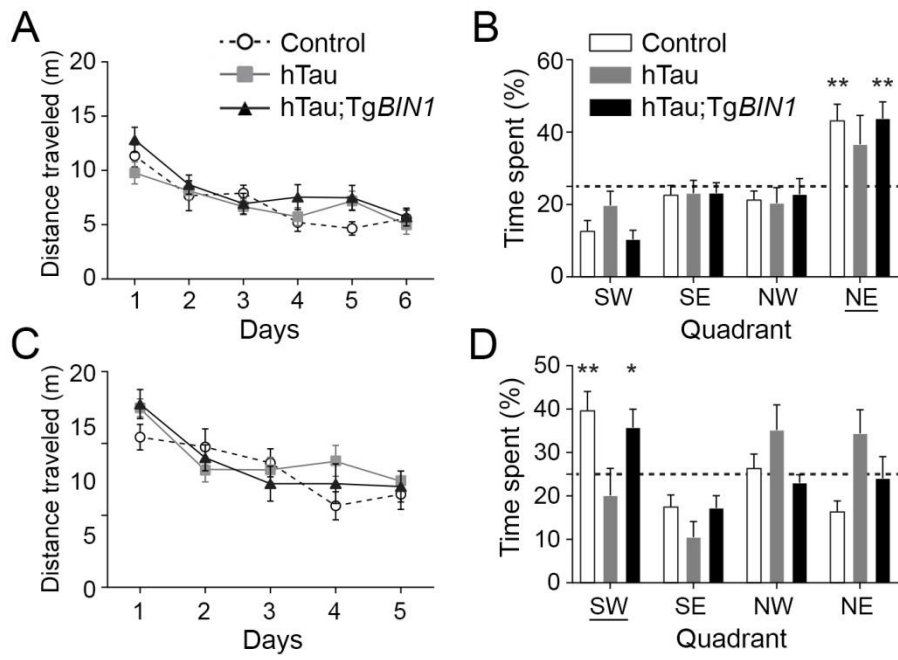 A
Control
hTau
hTau;TgBIN1
Distance traveled (m)
20
15
10
5
0
1 2 3 4 5 6
Days
B
Control
hTau
hTau;TgBIN1
Time spent (%)
60
40
20
0
** **
SW SE NW NE
Quadrant
C
Distance traveled (m)
20
15
10
5
0
1 2 3 4 5
Days
D
Time spent (%)
50
40
30
20
10
0
** *
SW SE NW NE
Quadrant